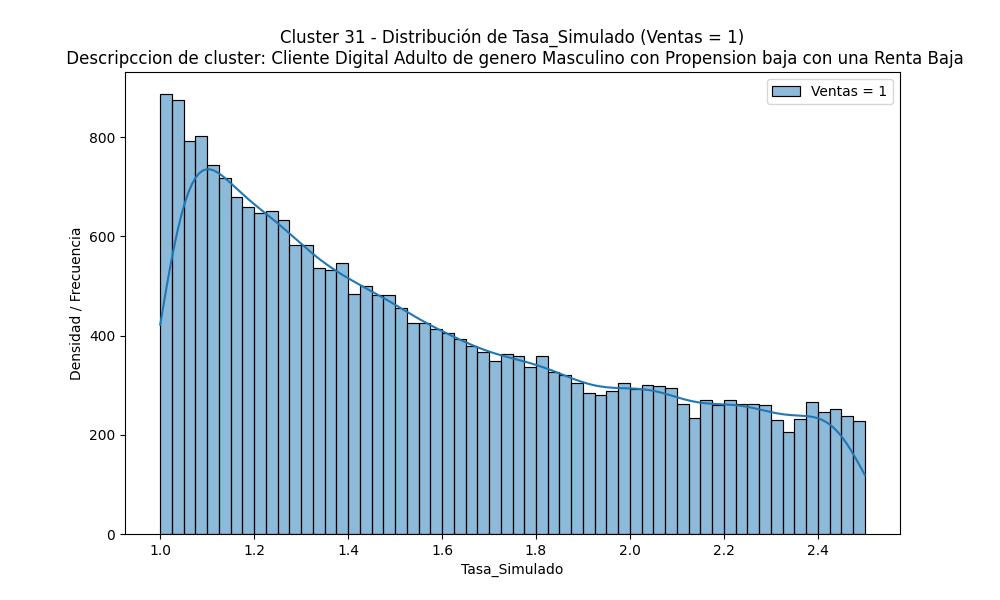 Cluster 31 - Distribución de Tasa_Simulado (Ventas = 1)
Descripccion de cluster: Cliente Digital Adulto de genero Masculino con Propension baja con una Renta Baja
Ventas = 1
800
600
400
200
0
Densidad / Frecuencia
1.0 1.2 1.4 1.6 1.8 2.0 2.2 2.4
Tasa_Simulado